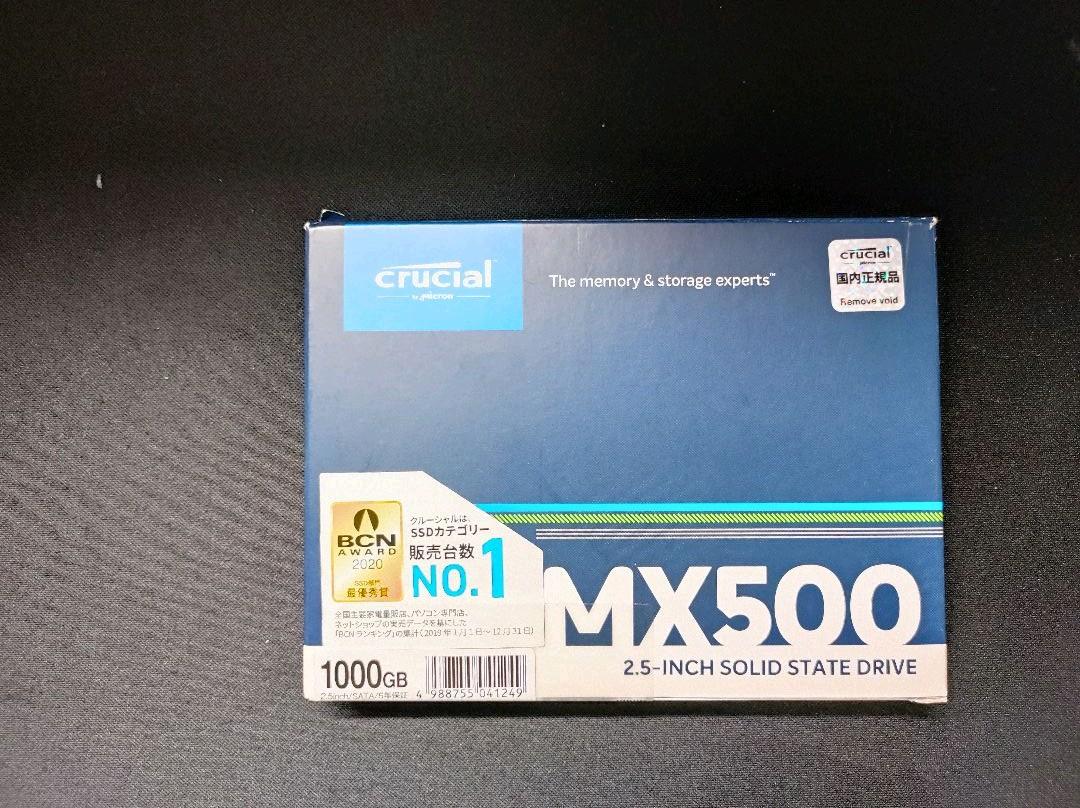 crucial™
by micron
The memory & storage experts™
crucial
micron
国内正規品
Remove void
BCN
AWARD
2020
SSD部門
最優秀賞
クルーシャルは、
SSDカテゴリー
販売台数
NO.1
全国主要家電量販店、パソコン専門店、
ネットショップの実売データを基にした
「BCNランキング」の集計(2019年1月1日～12月31日)
MX500
2.5-INCH SOLID STATE DRIVE
1000GB
2.5inch/SATA/5年保証
4 988755 041249